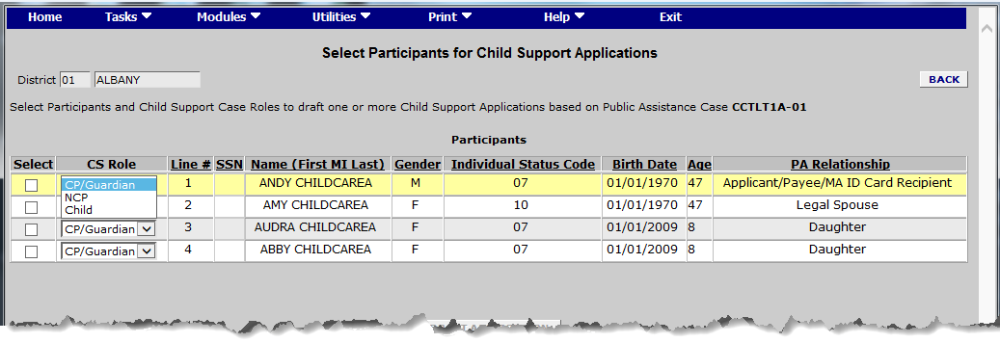 Home Tasks Modules Utilities Print Help Exit
Select Participants for Child Support Applications
District 01 ALBANY BACK
Select Participants and Child Support Case Roles to draft one or more Child Support Applications based on Public Assistance Case CCTLT1A-01
Participants
Select CS Role Line # SSN Name (First MI Last) Gender Individual Status Code Birth Date Age PA Relationship
CP/Guardian 1 ANDY CHILDCAREA M 07 01/01/1970 47 Applicant/Payee/MA ID Card Recipient
NCP
Child 2 AMY CHILDCAREA F 10 01/01/1970 47 Legal Spouse
CP/Guardian 3 AUDRA CHILDCAREA F 07 01/01/2009 8 Daughter
CP/Guardian 4 ABBY CHILDCAREA F 07 01/01/2009 8 Daughter